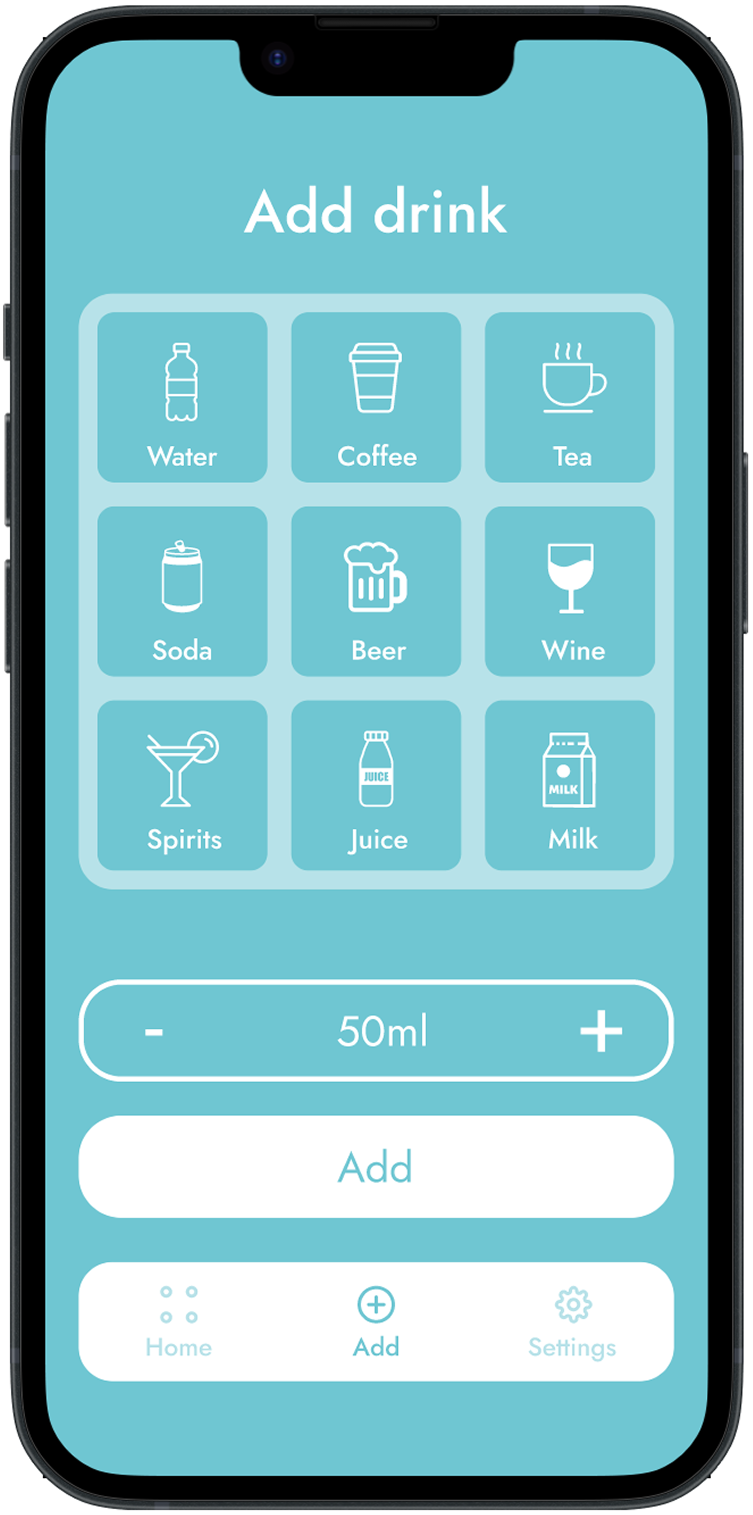 Add drink
Water
Coffee
Tea
Soda
Beer
Wine
Spirits
JUICE
Juice
MILK
Milk
- 50ml +
Add
Home
Add
Settings